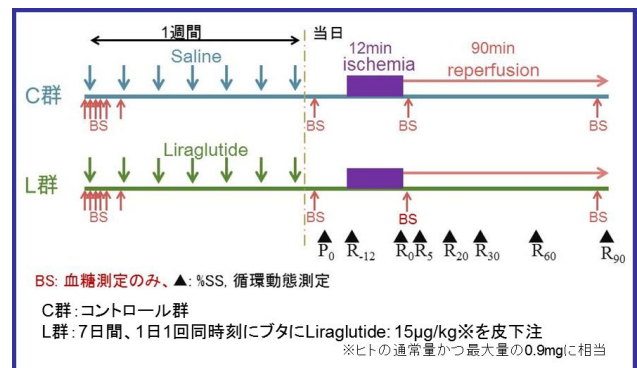 1週間
当日
Saline
12min
ischemia
90min
reperfusion
C群
BS
BS
BS
BS
Liraglutide
L群
BS
BS
BS
BS
▲ ▲ ▲ ▲ ▲ ▲ ▲ ▲
P0 R-12 R0 R5 R20 R30 R60 R90
BS: 血糖測定のみ、▲: %SS, 循環動態測定
C群:コントロール群
L群:7日間、1日1回同時刻にブタにLiraglutide: 15μg/kg※を皮下注
※ヒトの通常量かつ最大量の0.9mgに相当